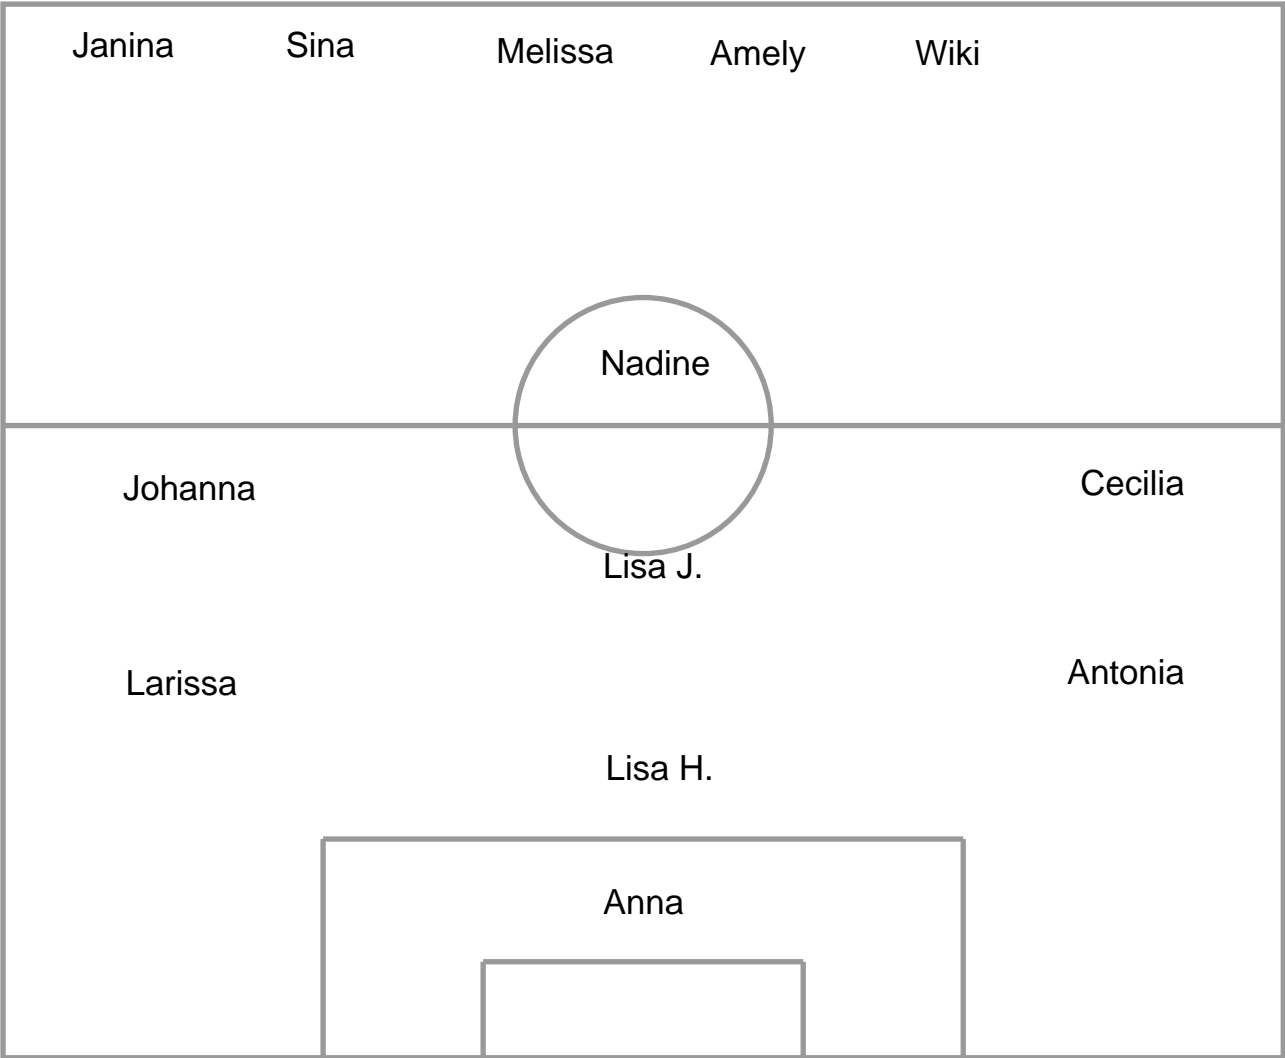 Janina Sina Melissa Amely Wiki
Nadine
Johanna Cecilia
Lisa J.
Larissa Antonia
Lisa H.
Anna